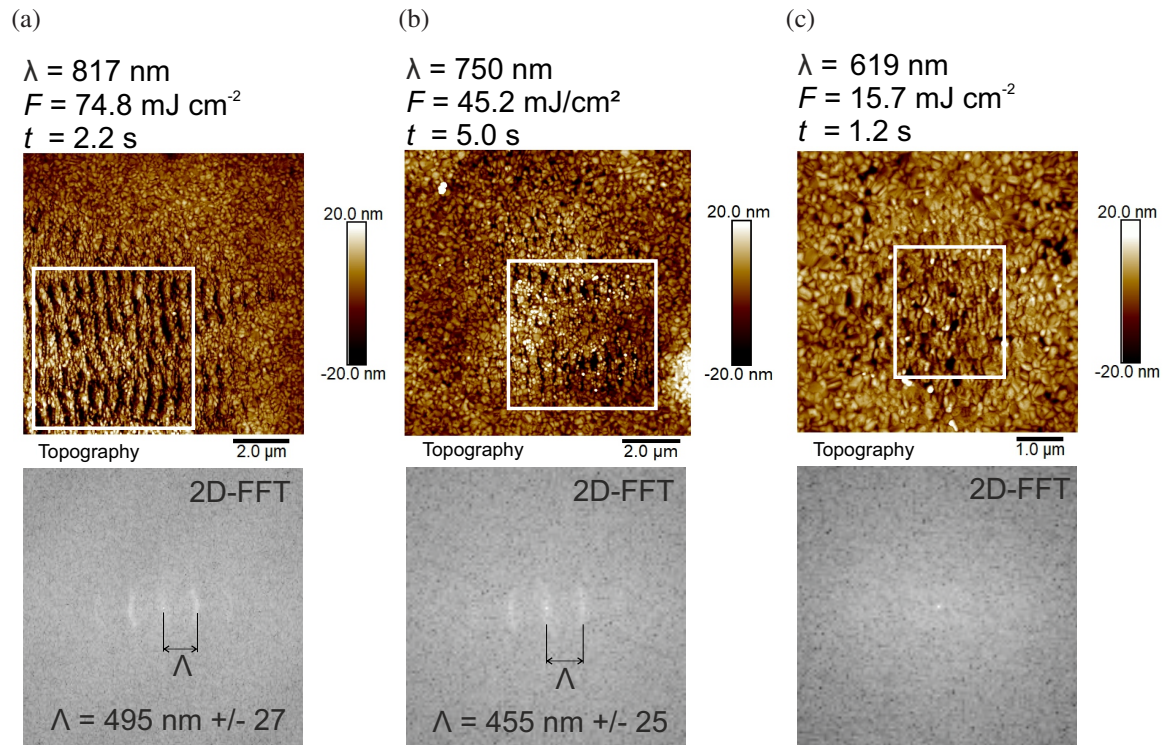 (a)
λ = 817 nm
F = 74.8 mJ cm⁻²
t = 2.2 s
20.0 nm
-20.0 nm
Topography
2.0 µm
2D-FFT
Λ
Λ = 495 nm +/- 27
(b)
λ = 750 nm
F = 45.2 mJ/cm²
t = 5.0 s
20.0 nm
-20.0 nm
Topography
2.0 µm
2D-FFT
Λ
Λ = 455 nm +/- 25
(c)
λ = 619 nm
F = 15.7 mJ cm⁻²
t = 1.2 s
20.0 nm
-20.0 nm
Topography
1.0 µm
2D-FFT